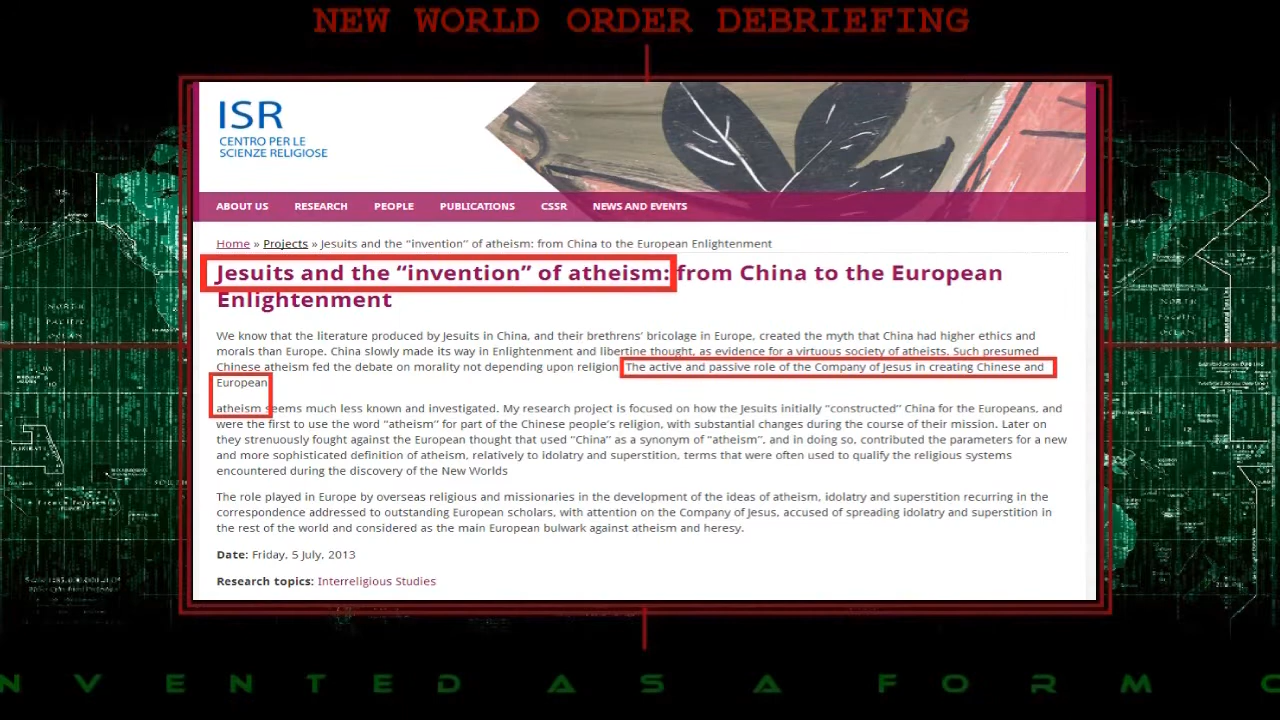 NEW WORLD ORDER DEBRIEFING
ISR
CENTRO PER LE
SCIENZE RELIGIOSE
ABOUT US RESEARCH PEOPLE PUBLICATIONS CSSR NEWS AND EVENTS
Home » Projects » Jesuits and the “invention” of atheism: from China to the European Enlightenment
Jesuits and the “invention” of atheism: from China to the European
Enlightenment
We know that the literature produced by Jesuits in China, and their brethrens’ bricolage in Europe, created the myth that China had higher ethics and
morals than Europe. China slowly made its way in Enlightenment and libertine thought, as evidence for a virtuous society of atheists. Such presumed
Chinese atheism fed the debate on morality not depending upon religion. The active and passive role of the Company of Jesus in creating Chinese and
European
atheism seems much less known and investigated. My research project is focused on how the Jesuits initially “constructed” China for the Europeans, and
were the first to use the word “atheism” for part of the Chinese people’s religion, with substantial changes during the course of their mission. Later on
they strenuously fought against the European thought that used “China” as a synonym of “atheism”, and in doing so, contributed the parameters for a new
and more sophisticated definition of atheism, relatively to idolatry and superstition, terms that were often used to qualify the religious systems
encountered during the discovery of the New Worlds
The role played in Europe by overseas religious and missionaries in the development of the ideas of atheism, idolatry and superstition recurring in the
correspondence addressed to outstanding European scholars, with attention on the Company of Jesus, accused of spreading idolatry and superstition in
the rest of the world and considered as the main European bulwark against atheism and heresy.
Date: Friday, 5 July, 2013
Research topics: Interreligious Studies
NORTH
PACIFIC
OCEAN
NVENTED AS A FORM